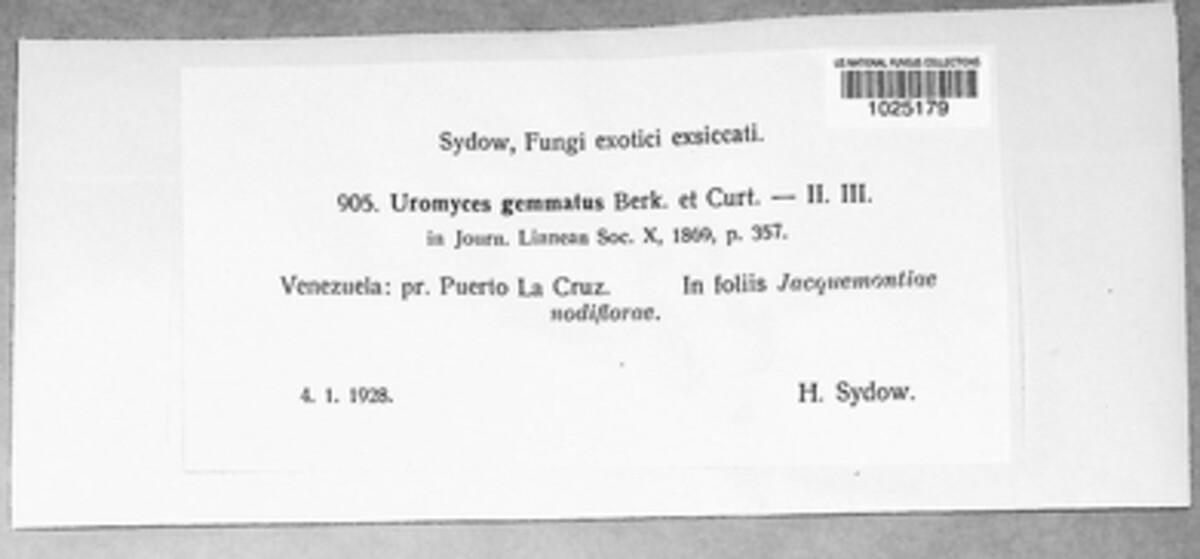 US NATIONAL FUNGUS COLLECTIONS
1025179
Sydow, Fungi exotici exsiccati.
905. Uromyces gemmatus Berk. et Curt. — II. III.
in Journ. Linnean Soc. X, 1869, p. 357.
Venezuela: pr. Puerto La Cruz. In foliis Jacquemontiae
nodiflorae.
4. 1. 1928. H. Sydow.